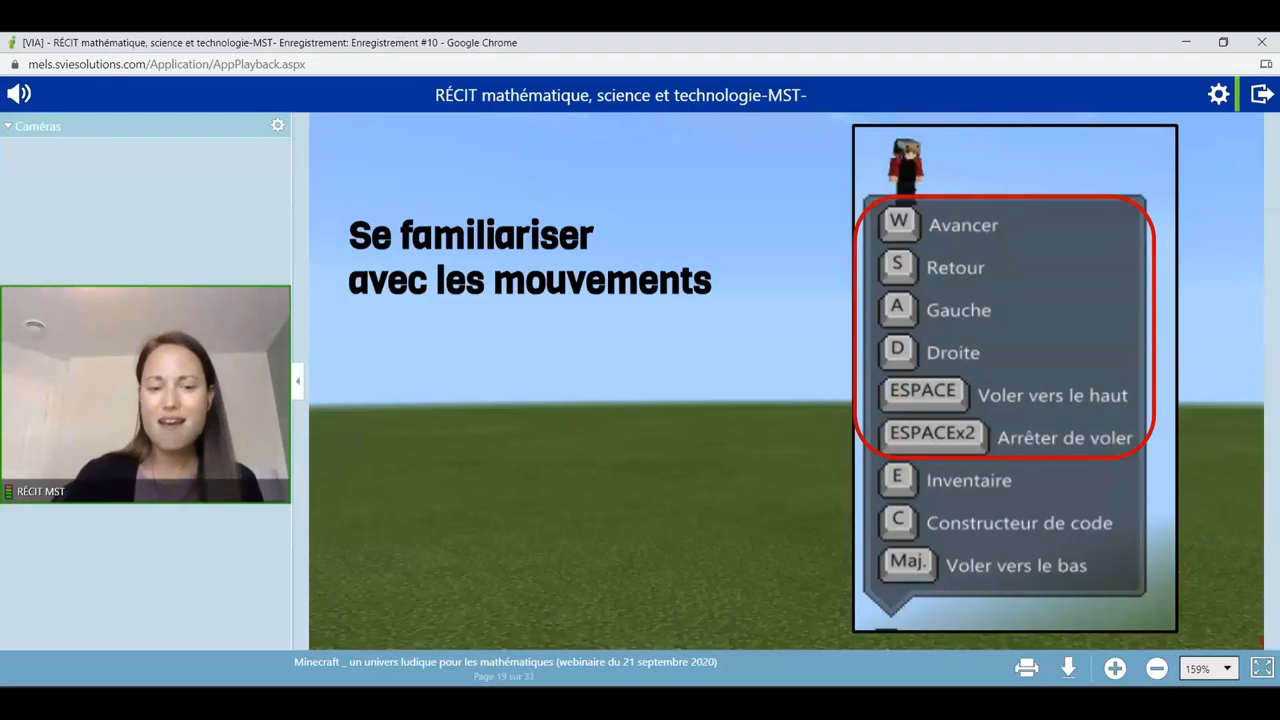 [VIA] - RÉCIT mathématique, science et technologie-MST- Enregistrement: Enregistrement #10 - Google Chrome
mels.sviesolutions.com/Application/AppPlayback.aspx
RÉCIT mathématique, science et technologie-MST-
Caméras
RÉCIT MST
Se familiariser
avec les mouvements
W Avancer
S Retour
A Gauche
D Droite
ESPACE Voler vers le haut
ESPACEx2 Arrêter de voler
E Inventaire
C Constructeur de code
Maj. Voler vers le bas
Minecraft _ un univers ludique pour les mathématiques (webinaire du 21 septembre 2020)
Page 19 sur 33
159%